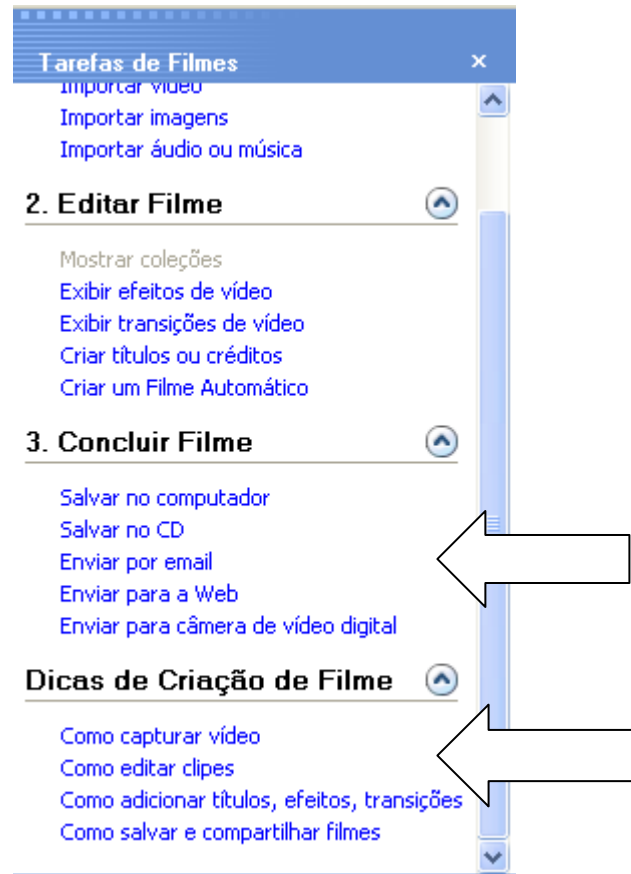 Tarefas de Filmes
Importar vídeo
Importar imagens
Importar áudio ou música
2. Editar Filme
Mostrar coleções
Exibir efeitos de vídeo
Exibir transições de vídeo
Criar títulos ou créditos
Criar um Filme Automático
3. Concluir Filme
Salvar no computador
Salvar no CD
Enviar por email
Enviar para a Web
Enviar para câmera de vídeo digital
Dicas de Criação de Filme
Como capturar vídeo
Como editar clipes
Como adicionar títulos, efeitos, transições
Como salvar e compartilhar filmes